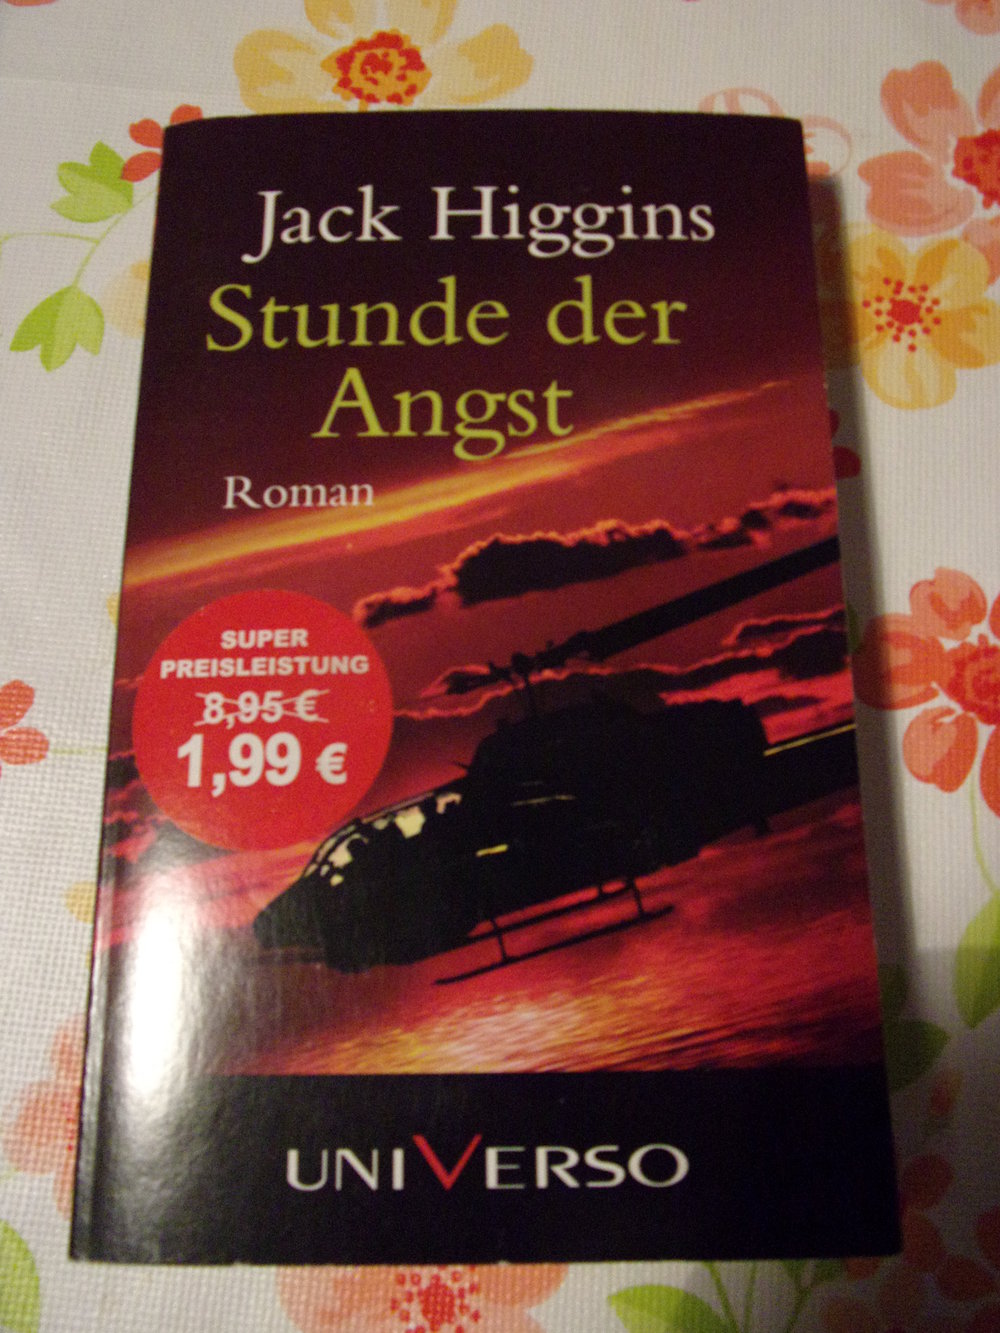 Jack Higgins
Stunde der
Angst
Roman
SUPER
PREISLEISTUNG
8,95 €
1,99 €
UNIVERSO